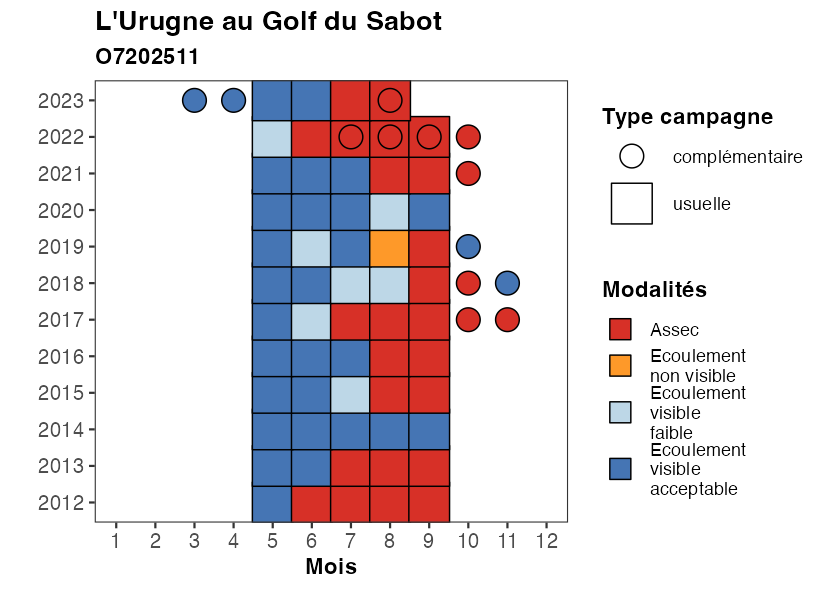 L'Urugne au Golf du Sabot
O7202511
2023
2022
2021
2020
2019
2018
2017
2016
2015
2014
2013
2012
1 2 3 4 5 6 7 8 9 10 11 12
Mois
Type campagne
complémentaire
usuelle
Modalités
Assec
Ecoulement
non visible
Ecoulement
visible
faible
Ecoulement
visible
acceptable